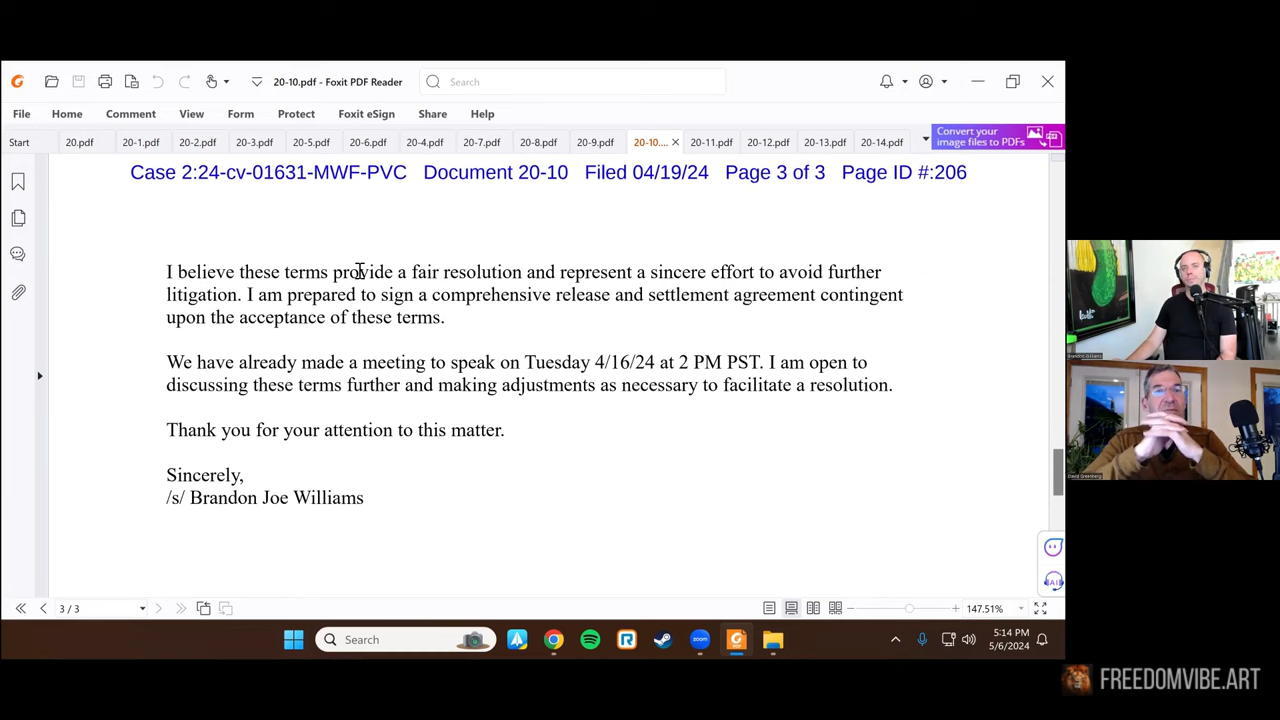 20-10.pdf - Foxit PDF Reader
Search
File Home Comment View Form Protect Foxit eSign Share Help
Start 20.pdf 20-1.pdf 20-2.pdf 20-3.pdf 20-5.pdf 20-6.pdf 20-4.pdf 20-7.pdf 20-8.pdf 20-9.pdf 20-10.... 20-11.pdf 20-12.pdf 20-13.pdf 20-14.pdf
Convert your
image files to PDFs
Case 2:24-cv-01631-MWF-PVC Document 20-10 Filed 04/19/24 Page 3 of 3 Page ID #:206
I believe these terms provide a fair resolution and represent a sincere effort to avoid further
litigation. I am prepared to sign a comprehensive release and settlement agreement contingent
upon the acceptance of these terms.
We have already made a meeting to speak on Tuesday 4/16/24 at 2 PM PST. I am open to
discussing these terms further and making adjustments as necessary to facilitate a resolution.
Thank you for your attention to this matter.
Sincerely,
/s/ Brandon Joe Williams
Brandon Williams
David Greenberg
3 / 3
147.51%
Search
zoom
5:14 PM
5/6/2024
FREEDOMVIBE.ART